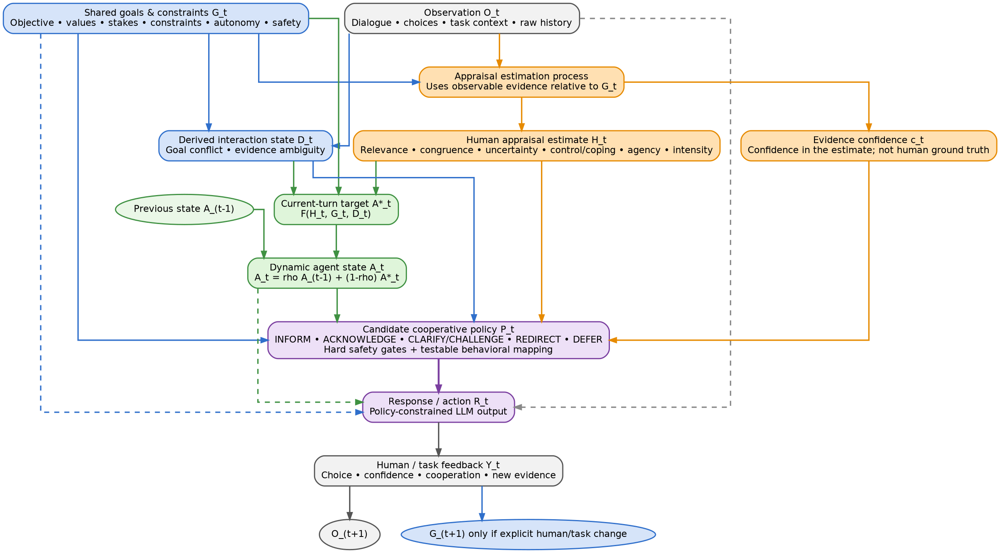 Shared goals & constraints G_t
Objective • values • stakes • constraints • autonomy • safety
Observation O_t
Dialogue • choices • task context • raw history
Appraisal estimation process
Uses observable evidence relative to G_t
Derived interaction state D_t
Goal conflict • evidence ambiguity
Human appraisal estimate H_t
Relevance • congruence • uncertainty • control/coping • agency • intensity
Evidence confidence c_t
Confidence in the estimate; not human ground truth
Previous state A_(t-1)
Current-turn target A*_t
F(H_t, G_t, D_t)
Dynamic agent state A_t
A_t = rho A_(t-1) + (1-rho) A*_t
Candidate cooperative policy P_t
INFORM • ACKNOWLEDGE • CLARIFY/CHALLENGE • REDIRECT • DEFER
Hard safety gates + testable behavioral mapping
Response / action R_t
Policy-constrained LLM output
Human / task feedback Y_t
Choice • confidence • cooperation • new evidence
O_(t+1)
G_(t+1) only if explicit human/task change